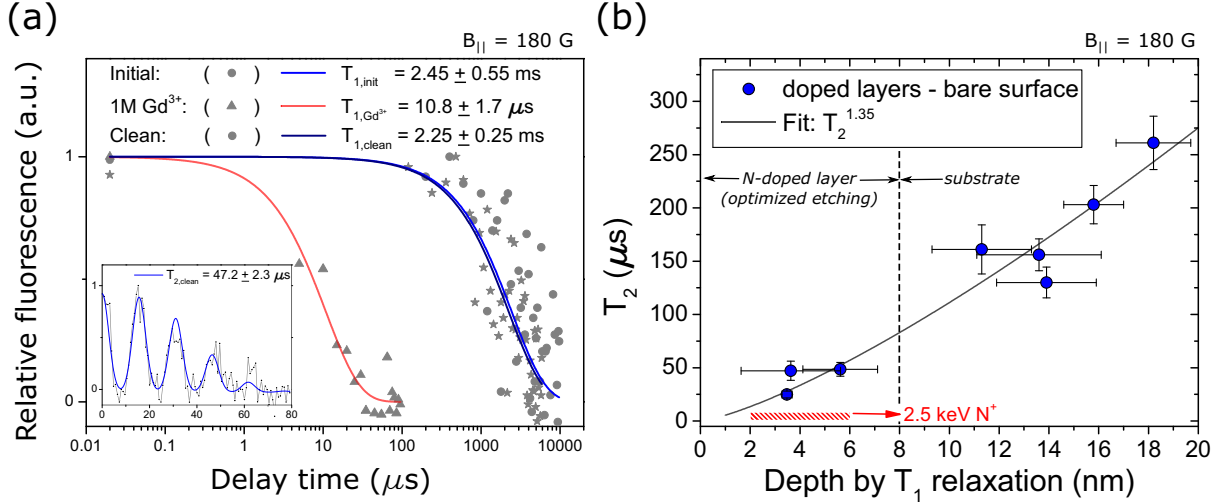 (a)
B|| = 180 G
Initial: ( ● ) T1,init = 2.45 ± 0.55 ms
1M Gd³⁺: ( ▲ ) T1,Gd³⁺ = 10.8 ± 1.7 μs
Clean: ( ● ) T1,clean = 2.25 ± 0.25 ms
Relative fluorescence (a.u.)
1
0
T2,clean = 47.2 ± 2.3 μs
1
0
0 20 40 60 80
0.01 0.1 1 10 100 1000 10000
Delay time (μs)
(b)
B|| = 180 G
doped layers - bare surface
Fit: T2^1.35
N-doped layer
(optimized etching)
substrate
T2 (μs)
300
250
200
150
100
50
0
2.5 keV N⁺
0 2 4 6 8 10 12 14 16 18 20
Depth by T1 relaxation (nm)